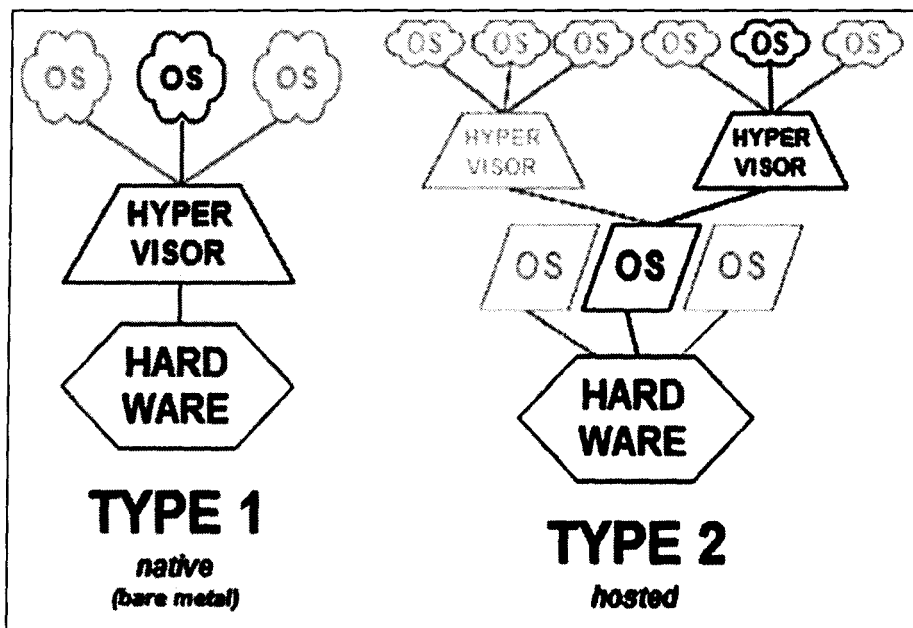 OS OS OS
HYPER
VISOR
HARD
WARE
TYPE 1
native
(bare metal)
OS OS OS OS OS OS
HYPER HYPER
VISOR VISOR
OS OS OS
HARD
WARE
TYPE 2
hosted